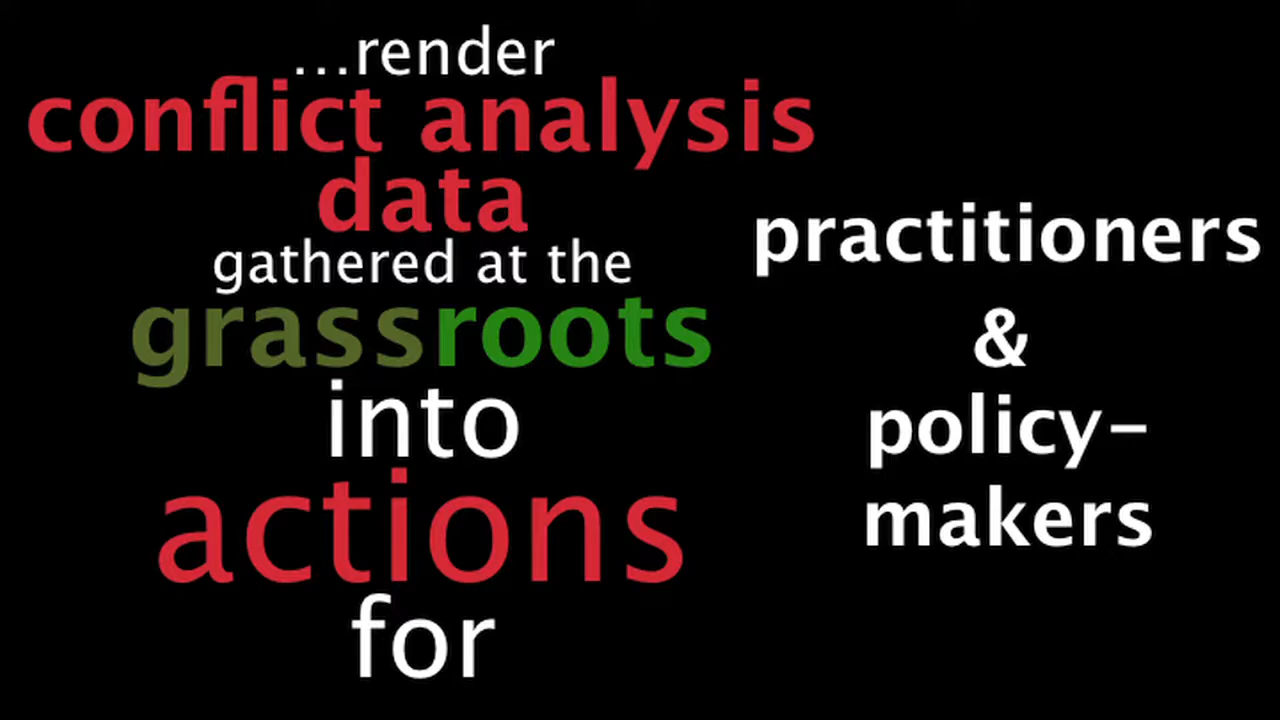 …render
conflict analysis
data
gathered at the
grassroots
into
actions
for
practitioners
&
policy-
makers